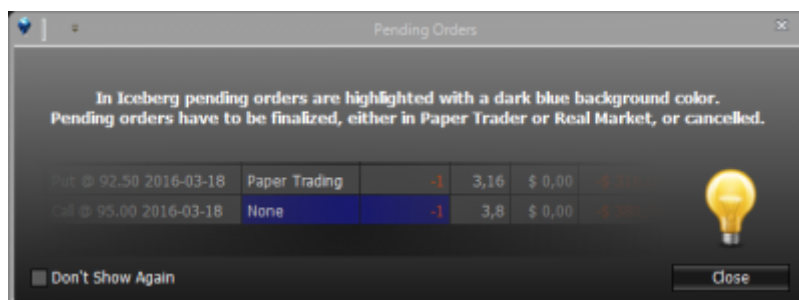 Pending Orders
In Iceberg pending orders are highlighted with a dark blue background color.
Pending orders have to be finalized, either in Paper Trader or Real Market, or cancelled.
Put @ 92.50 2016-03-18 Paper Trading -1 3,16 $ 0,00
Call @ 95.00 2016-03-18 None -1 3,8 $ 0,00
Don't Show Again
Close